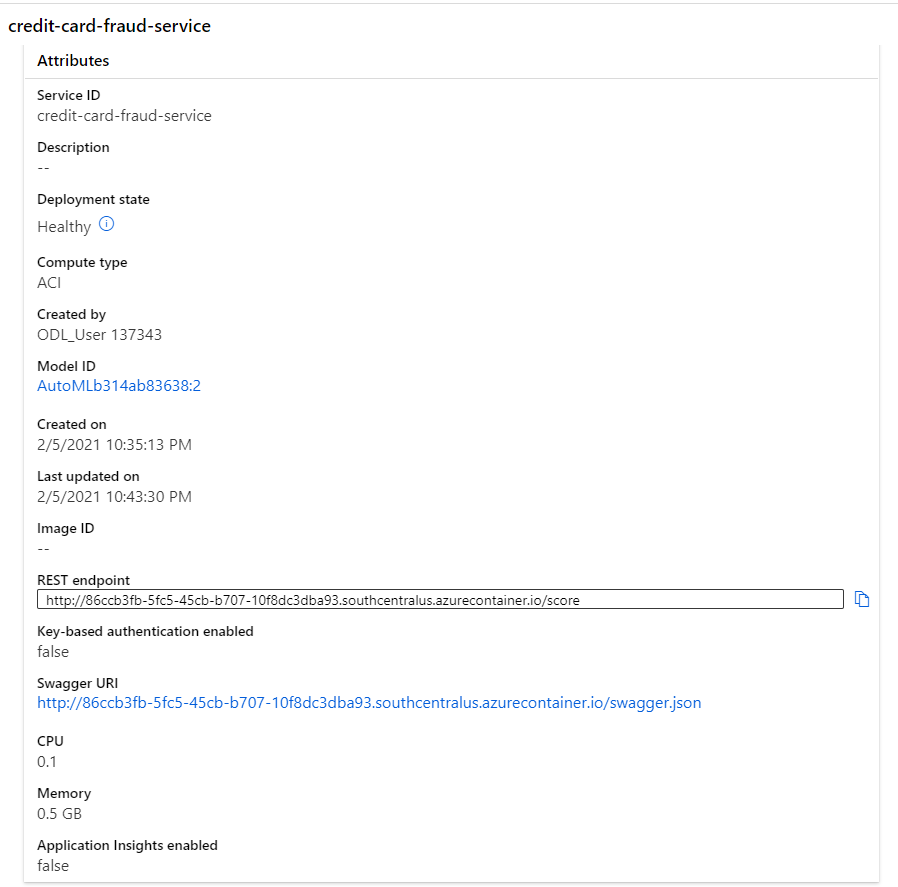 credit-card-fraud-service
Attributes
Service ID
credit-card-fraud-service
Description
--
Deployment state
Healthy
Compute type
ACI
Created by
ODL_User 137343
Model ID
AutoMLb314ab83638:2
Created on
2/5/2021 10:35:13 PM
Last updated on
2/5/2021 10:43:30 PM
Image ID
--
REST endpoint
http://86ccb3fb-5fc5-45cb-b707-10f8dc3dba93.southcentralus.azurecontainer.io/score
Key-based authentication enabled
false
Swagger URI
http://86ccb3fb-5fc5-45cb-b707-10f8dc3dba93.southcentralus.azurecontainer.io/swagger.json
CPU
0.1
Memory
0.5 GB
Application Insights enabled
false